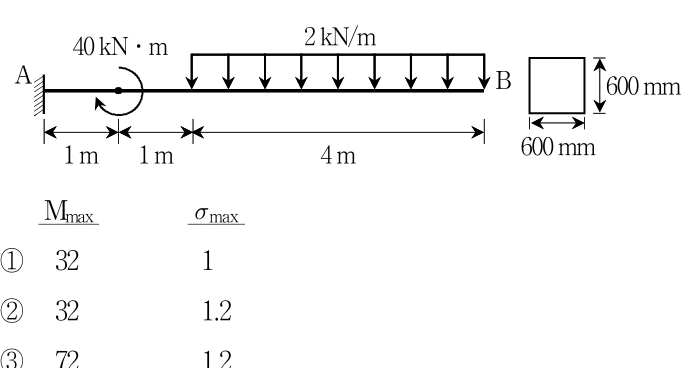 40 kN · m
2 kN/m
A
B
600 mm
600 mm
1 m
1 m
4 m
Mmax σmax
① 32 1
② 32 1.2
③ 72 1.2